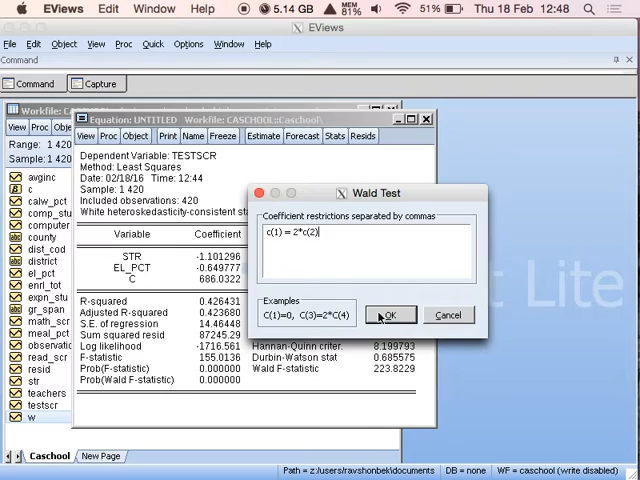 EViews Edit Window Help 5.14 GB MEM 81% 51% Thu 18 Feb 12:48
EViews
File Edit Object View Proc Quick Options Window Help
Command
Command Capture
View Proc
Range: 1 420
Sample: 1 420
avginc
c
calw_pct
comp_stu
county
dist_cod
district
el_pct
enrl_tot
expn_stu
gr_span
meal_pct
observatio
read_scr
resid
str
teachers
testscr
w
Caschool New Page
Equation: UNTITLED Workfile: CASCHOOL::Caschool\
View Proc Object Print Name Freeze Estimate Forecast Stats Resids
Dependent Variable: TESTSCR
Method: Least Squares
Date: 02/18/16 Time: 12:44
Sample: 1 420
Included observations: 420
White heteroskedasticity-consistent
Variable Coefficient
STR -1.101296
EL_PCT -0.649777
C 686.0322
R-squared 0.426431
Adjusted R-squared 0.423680
S.E. of regression 14.46448
Sum squared resid 87245.29
Log likelihood -1716.561 Hannan-Quinn criter. 8.199793
F-statistic 155.0136 Durbin-Watson stat 0.685575
Prob(F-statistic) 0.000000 Wald F-statistic 223.8229
Prob(Wald F-statistic) 0.000000
Wald Test
Coefficient restrictions separated by commas
c(1) = 2*c(2)
Examples
C(1)=0, C(3)=2*C(4)
OK Cancel
Lite
Path = z:/users/ravshonbek\documents DB = none WF = caschool (write disabled)